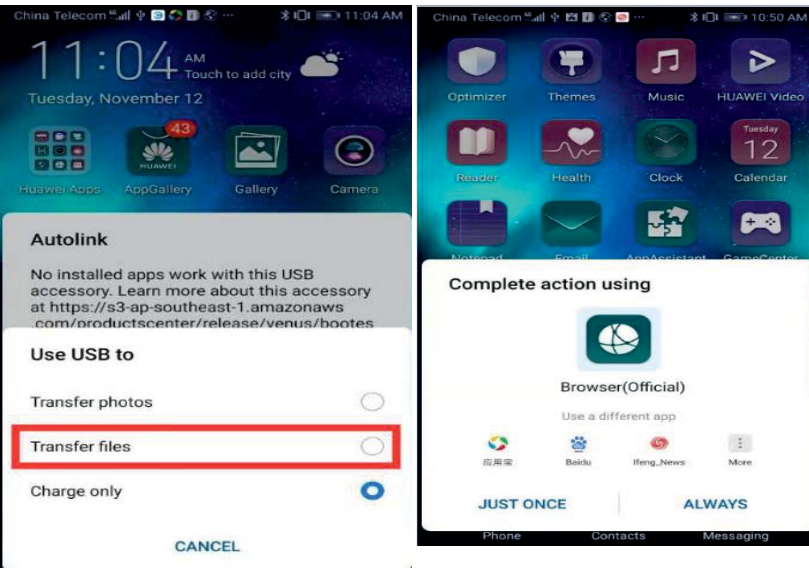 China Telecom 11:04 AM
11:04 AM
Touch to add city
Tuesday, November 12
43
HUAWEI
Huawei Apps AppGallery Gallery Camera
Autolink
No installed apps work with this USB
accessory. Learn more about this accessory
at https://s3-ap-southeast-1.amazonaws
.com/productscenter/release/venus/bootes
Use USB to
Transfer photos
Transfer files
Charge only
CANCEL
China Telecom 10:50 AM
Optimizer Themes Music HUAWEI Video
Tuesday
12
Reader Health Clock Calendar
Notepad Email AppAssistant GameCenter
Complete action using
Browser(Official)
Use a different app
应用宝 Baidu Ifeng_News More
JUST ONCE ALWAYS
Phone Contacts Messaging